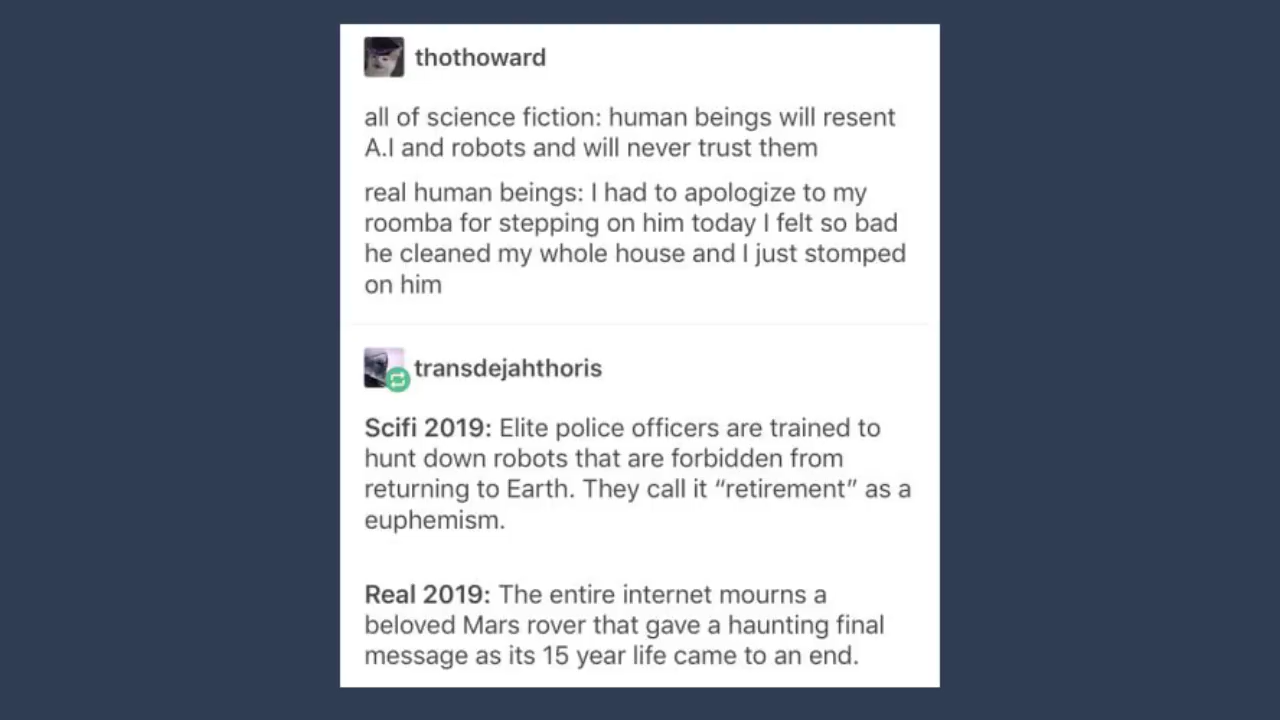 thothoward
all of science fiction: human beings will resent
A.I and robots and will never trust them
real human beings: I had to apologize to my
roomba for stepping on him today I felt so bad
he cleaned my whole house and I just stomped
on him
transdejahthoris
Scifi 2019: Elite police officers are trained to
hunt down robots that are forbidden from
returning to Earth. They call it “retirement” as a
euphemism.
Real 2019: The entire internet mourns a
beloved Mars rover that gave a haunting final
message as its 15 year life came to an end.